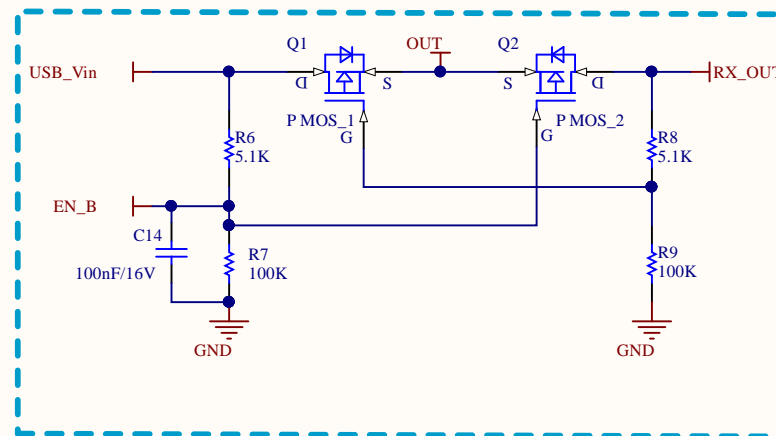 Q1
OUT
Q2
USB_Vin
D
S
S
D
RX_OUT
P MOS_1
G
P MOS_2
G
R6
5.1K
R8
5.1K
EN_B
C14
100nF/16V
R7
100K
R9
100K
GND
GND